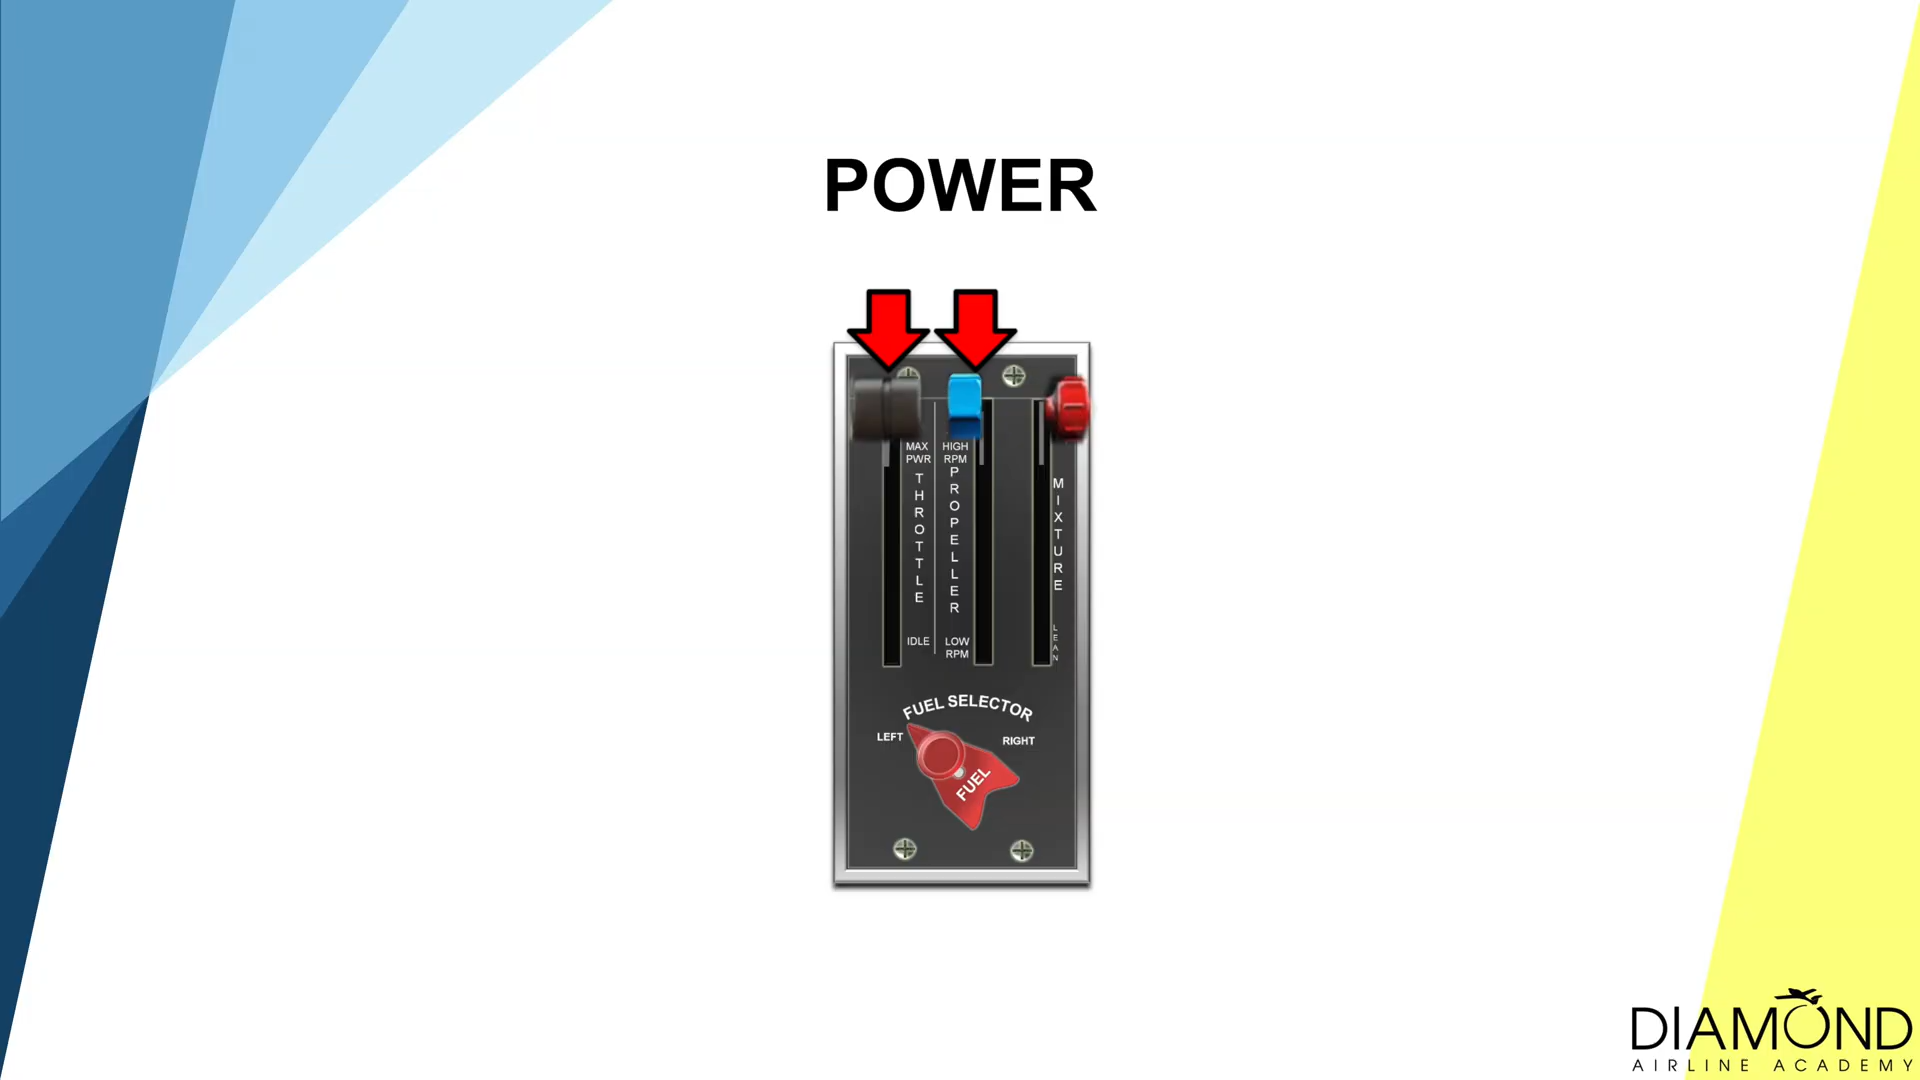 POWER
MAX
PWR
THROTTLE
IDLE
HIGH
RPM
PROPELLER
LOW
RPM
MIXTURE
LEAN
FUEL SELECTOR
LEFT
RIGHT
FUEL
DIAMOND
AIRLINE ACADEMY